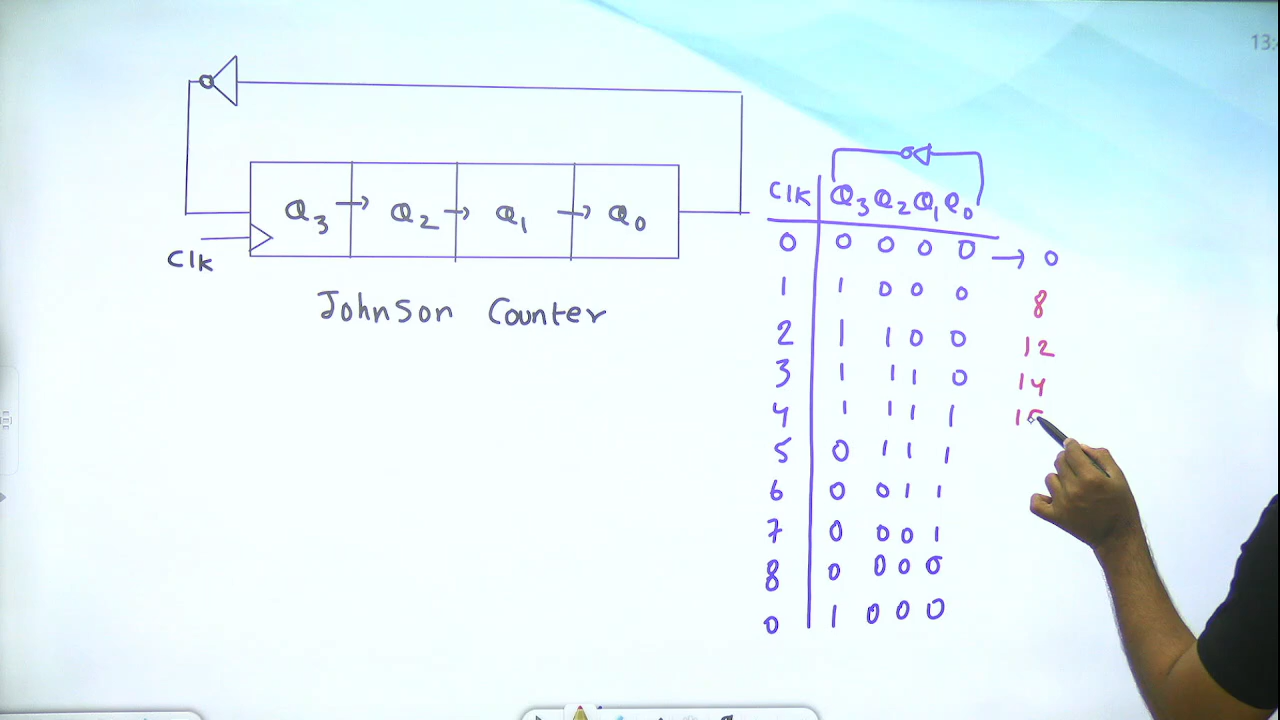 13:
Q3 → Q2 → Q1 → Q0
Clk
Johnson Counter
Clk Q3 Q2 Q1 Q0
0 0 0 0 0 → 0
1 1 0 0 0 8
2 1 1 0 0 12
3 1 1 1 0 14
4 1 1 1 1 15
5 0 1 1 1
6 0 0 1 1
7 0 0 0 1
8 0 0 0 0
0 1 0 0 0